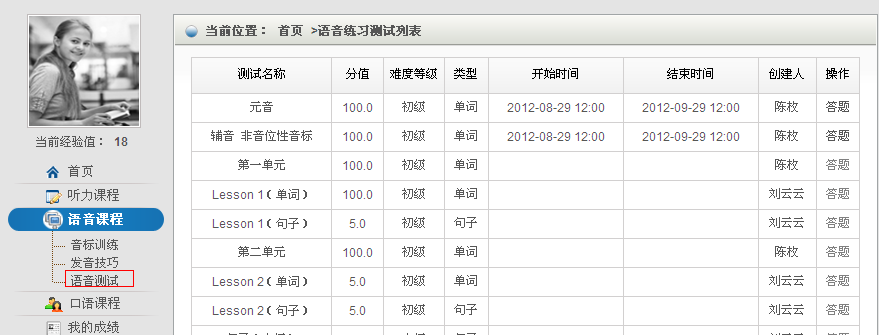 当前经验值： 18
首页
听力课程
语音课程
音标训练
发音技巧
语音测试
口语课程
我的成绩
当前位置： 首页 >语音练习测试列表
测试名称 分值 难度等级 类型 开始时间 结束时间 创建人 操作
元音 100.0 初级 单词 2012-08-29 12:00 2012-09-29 12:00 陈枚 答题
辅音 非音位性音标 100.0 初级 单词 2012-08-29 12:00 2012-09-29 12:00 陈枚 答题
第一单元 100.0 初级 单词 陈枚 答题
Lesson 1（单词） 100.0 初级 单词 刘云云 答题
Lesson 1（句子） 5.0 初级 句子 刘云云 答题
第二单元 100.0 初级 单词 陈枚 答题
Lesson 2（单词） 5.0 初级 单词 刘云云 答题
Lesson 2（句子） 5.0 初级 句子 刘云云 答题